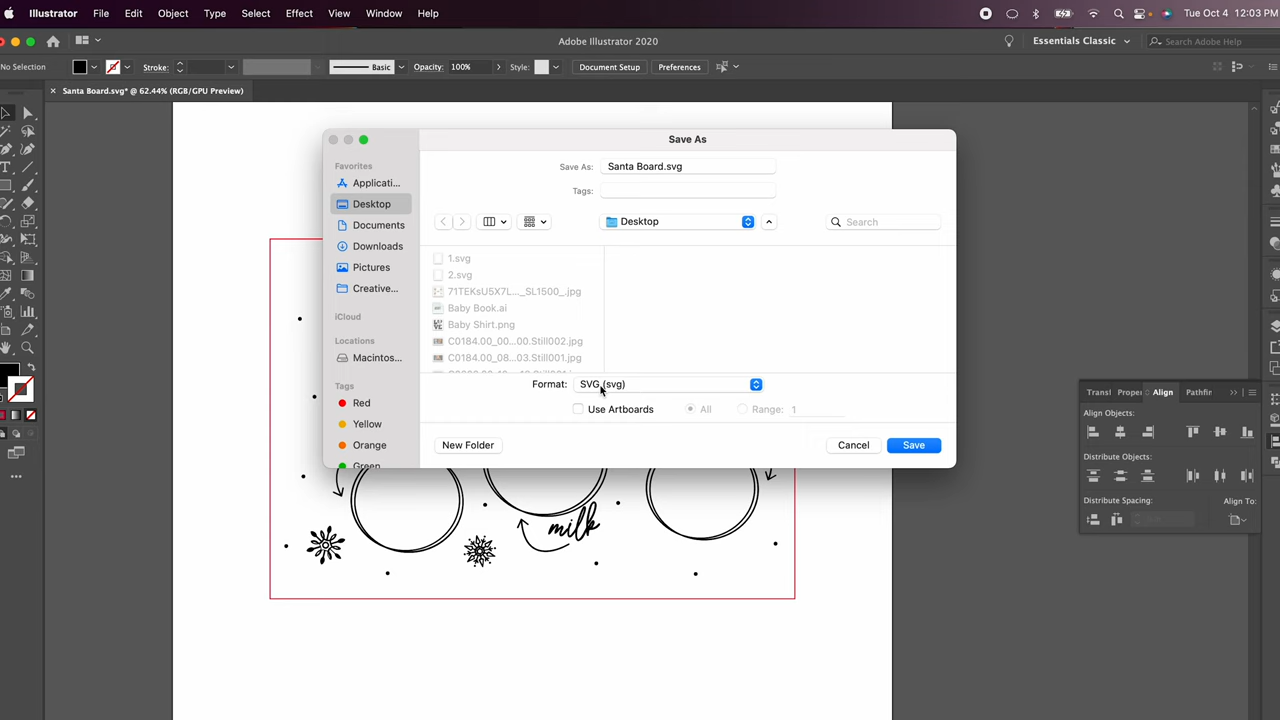 Illustrator File Edit Object Type Select Effect View Window Help
Tue Oct 4 12:03 PM
Adobe Illustrator 2020
Essentials Classic
Search Adobe Help
No Selection
Stroke:
Basic
Opacity: 100%
Style:
Document Setup
Preferences
× Santa Board.svg* @ 62.44% (RGB/GPU Preview)
Save As
Favorites
Applicati...
Desktop
Documents
Downloads
Pictures
Creative...
iCloud
Locations
Macintos...
Tags
Red
Yellow
Orange
Green
Save As: Santa Board.svg
Tags:
Desktop
Search
1.svg
2.svg
71TEKsU5X7L..._SL1500_.jpg
Baby Book.ai
Baby Shirt.png
C0184.00_00...00.Still002.jpg
C0184.00_08...03.Still001.jpg
Format: SVG (svg)
Use Artboards
All
Range: 1
New Folder
Cancel
Save
milk
Transf Proper Align Pathfin
Align Objects:
Distribute Objects:
Distribute Spacing:
Align To: